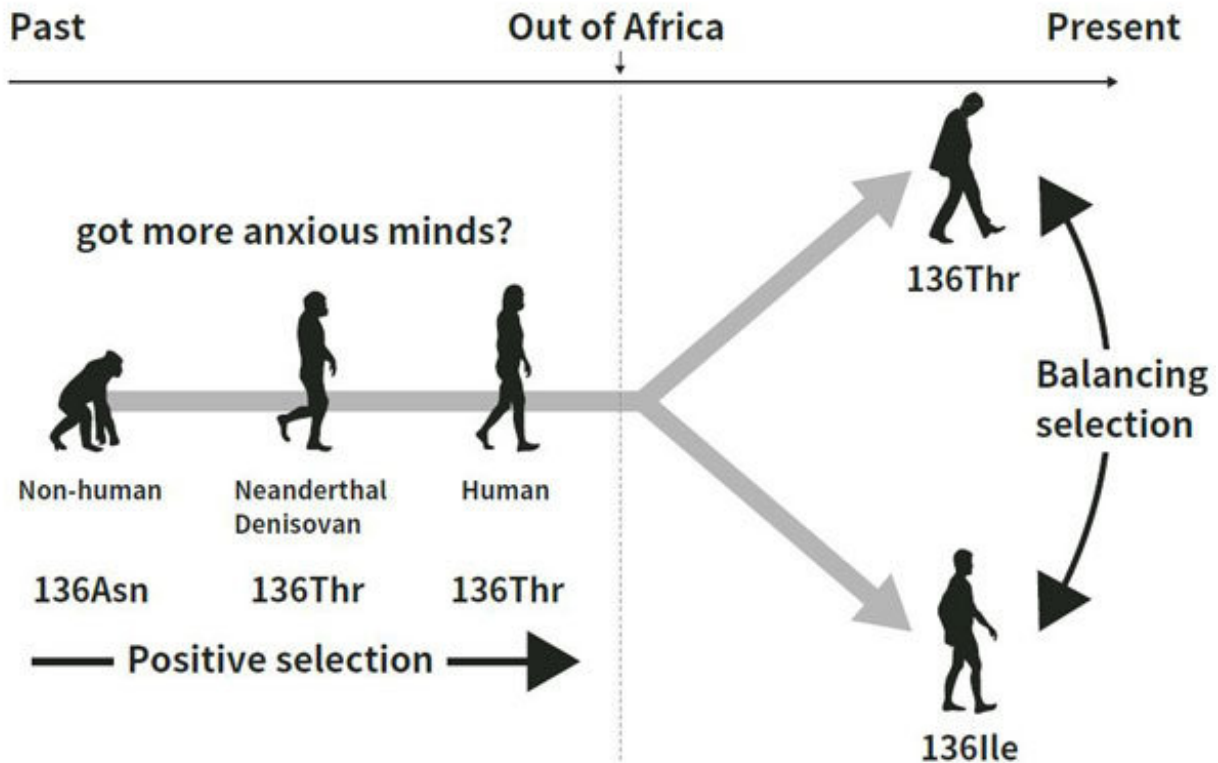 Past
Out of Africa
Present
got more anxious minds?
136Thr
Balancing
selection
Non-human
Neanderthal
Denisovan
Human
136Asn
136Thr
136Thr
Positive selection
136Ile